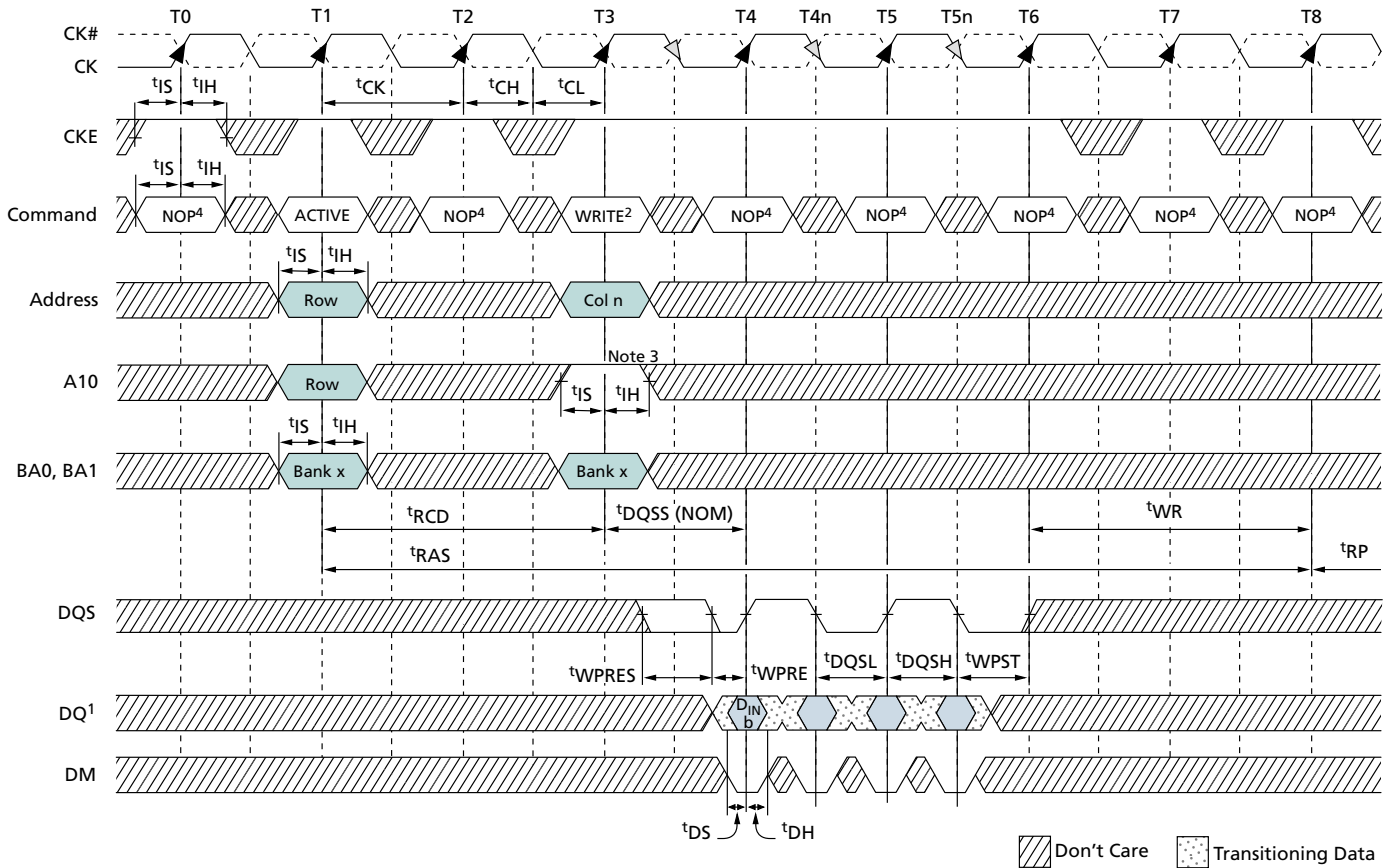 T0 T1 T2 T3 T4 T4n T5 T5n T6 T7 T8
CK#
CK
tIS tIH tCK tCH tCL
CKE
tIS tIH
Command NOP4 ACTIVE NOP4 WRITE2 NOP4 NOP4 NOP4 NOP4 NOP4
tIS tIH
Address Row Col n
Note 3
A10 Row
tIS tIH
tIS tIH
BA0, BA1 Bank x Bank x
tRCD tDQSS (NOM) tWR
tRAS tRP
DQS
tWPRES tWPRE tDQSL tDQSH tWPST
DQ1 DIN b
DM
tDS tDH
Don't Care Transitioning Data